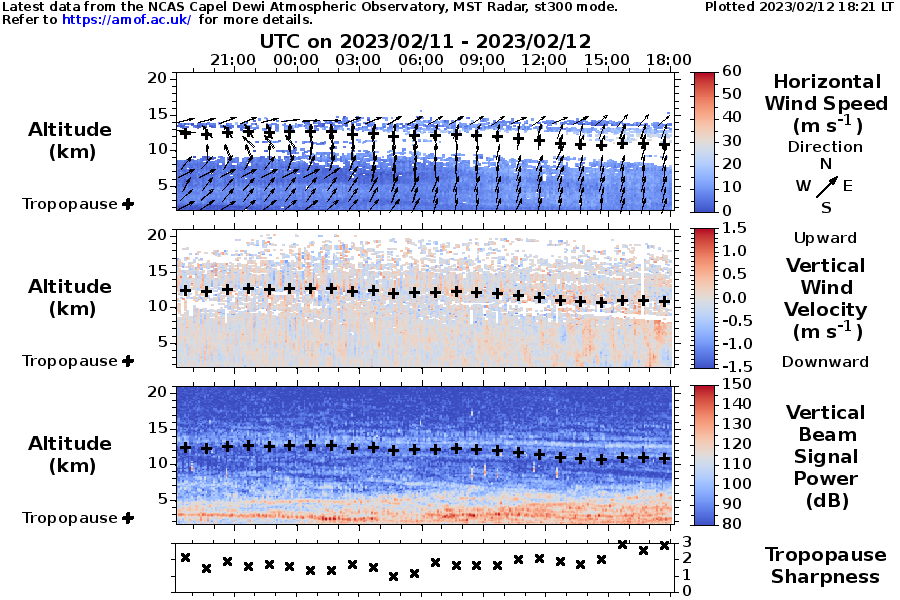 Latest data from the NCAS Capel Dewi Atmospheric Observatory, MST Radar, st300 mode.
Plotted 2023/02/12 18:21 LT
Refer to https://amof.ac.uk/ for more details.
UTC on 2023/02/11 - 2023/02/12
21:00 00:00 03:00 06:00 09:00 12:00 15:00 18:00
Altitude
(km)
Tropopause
20
15
10
5
60
50
40
30
20
10
0
Horizontal
Wind Speed
(m s-1)
Direction
N
W E
S
Altitude
(km)
Tropopause
20
15
10
5
1.5
1.0
0.5
0.0
-0.5
-1.0
-1.5
Upward
Vertical
Wind
Velocity
(m s-1)
Downward
Altitude
(km)
Tropopause
20
15
10
5
150
140
130
120
110
100
90
80
Vertical
Beam
Signal
Power
(dB)
3
2
1
0
Tropopause
Sharpness